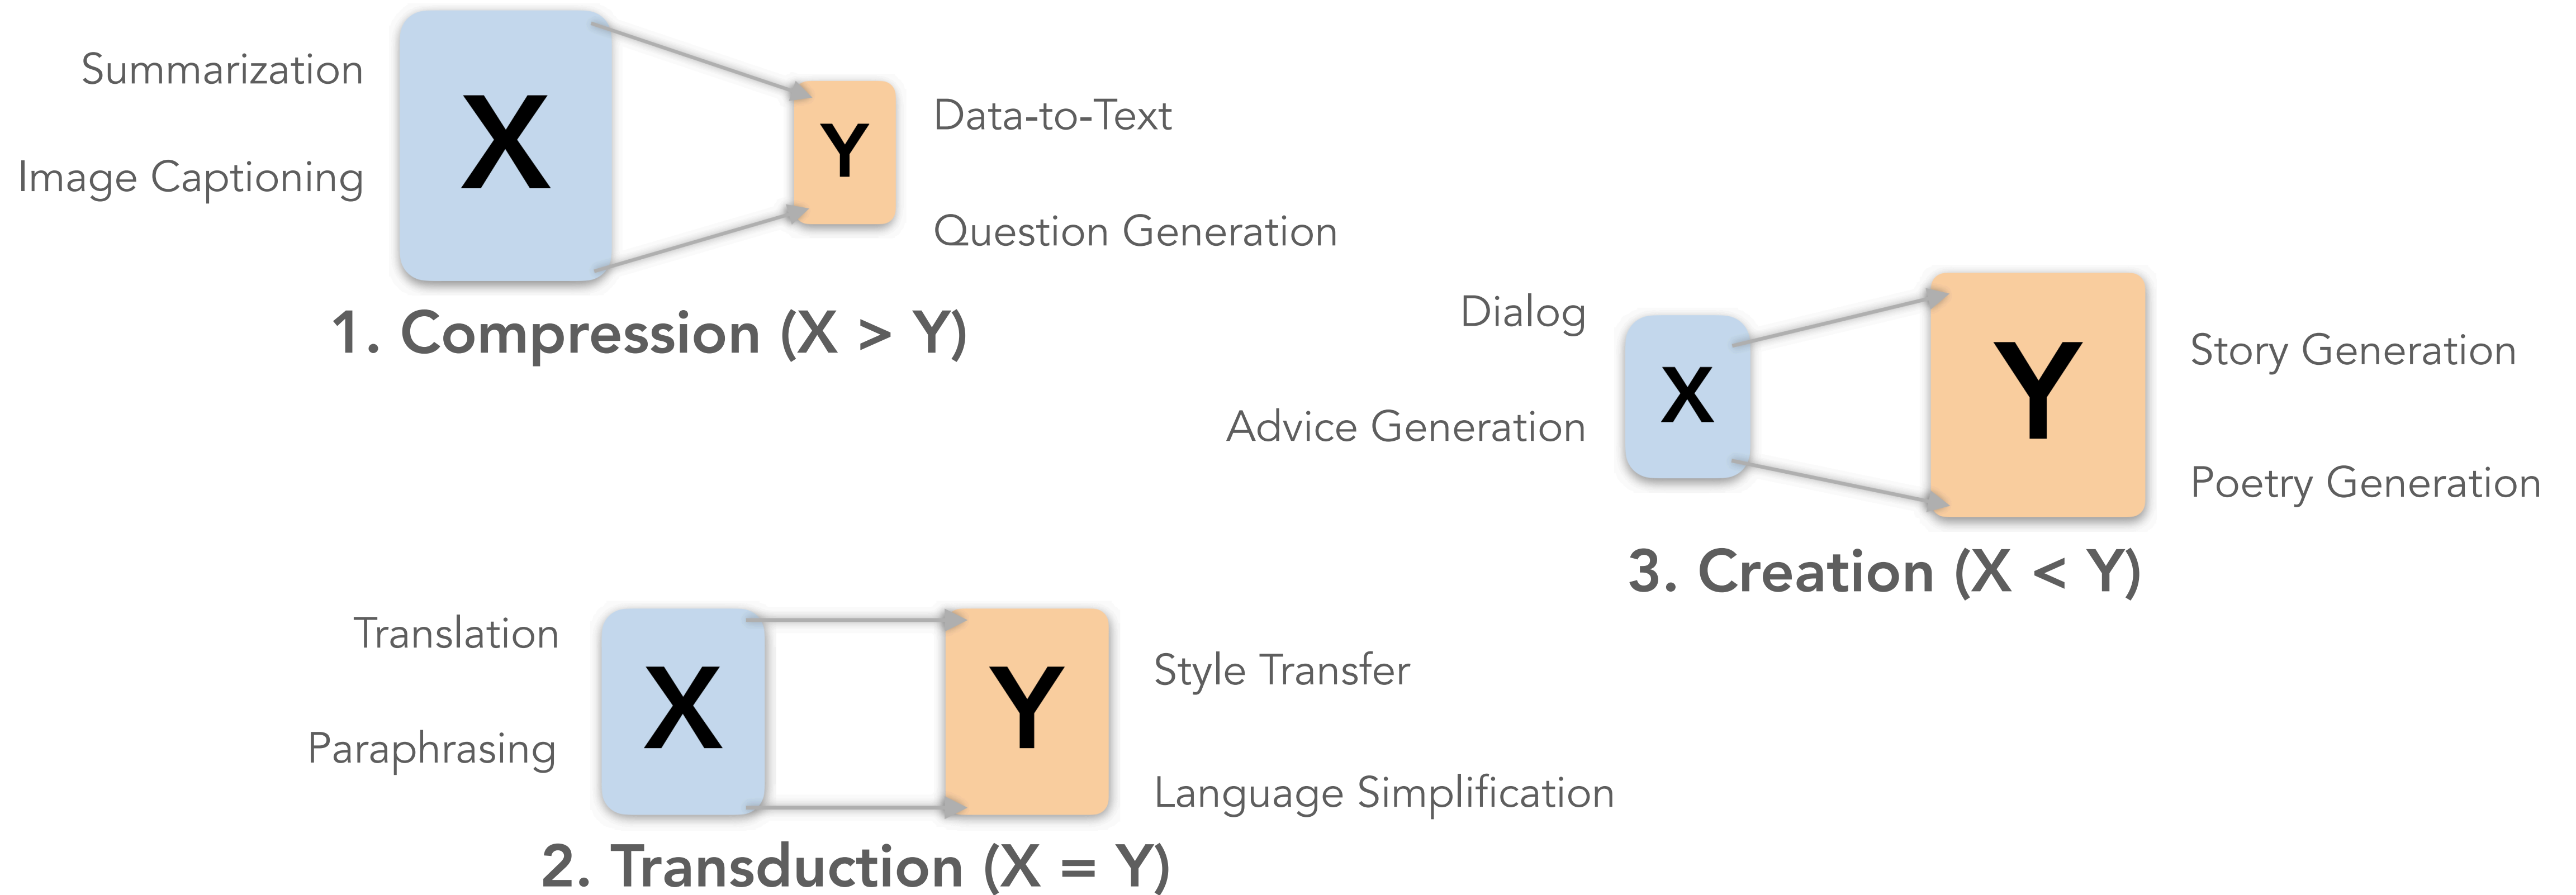 Summarization
Image Captioning
X
Y
Data-to-Text
Question Generation
1. Compression (X > Y)
Dialog
Advice Generation
X
Y
Story Generation
Poetry Generation
3. Creation (X < Y)
Translation
Paraphrasing
X
Y
Style Transfer
Language Simplification
2. Transduction (X = Y)